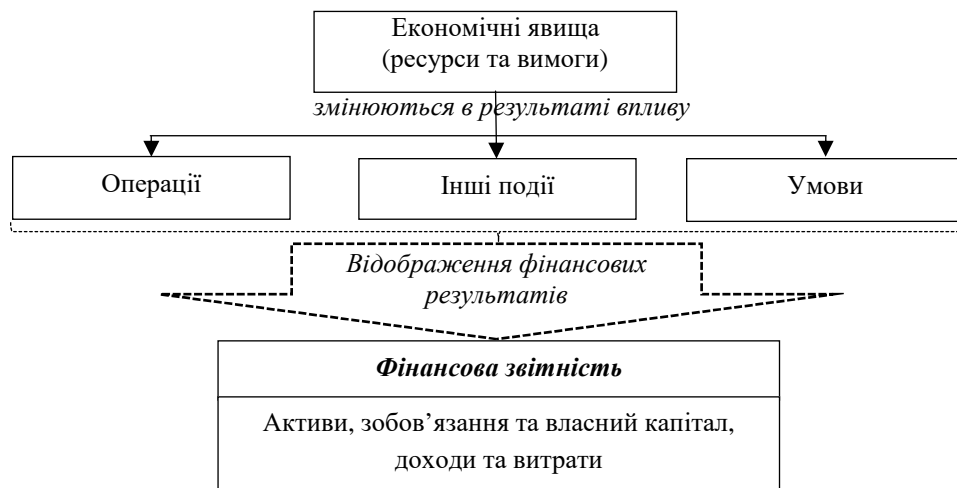 Економічні явища
(ресурси та вимоги)
змінюються в результаті впливу
Операції
Інші події
Умови
Відображення фінансових
результатів
Фінансова звітність
Активи, зобов’язання та власний капітал,
доходи та витрати